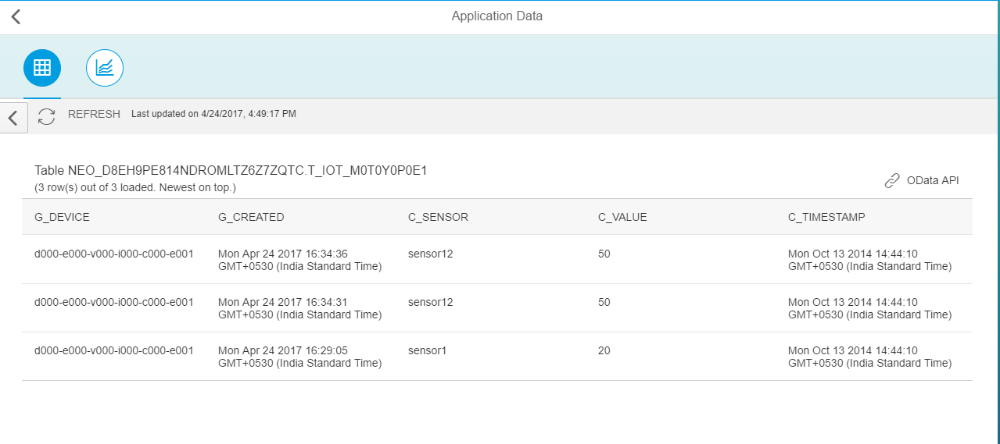 Application Data
REFRESH Last updated on 4/24/2017, 4:49:17 PM
Table NEO_D8EH9PE814NDROMLTZ6Z7ZQTC.T_IOT_M0T0Y0P0E1
(3 row(s) out of 3 loaded. Newest on top.)
OData API
G_DEVICE G_CREATED C_SENSOR C_VALUE C_TIMESTAMP
d000-e000-v000-i000-c000-e001 Mon Apr 24 2017 16:34:36 sensor12 50 Mon Oct 13 2014 14:44:10
GMT+0530 (India Standard Time) GMT+0530 (India Standard Time)
d000-e000-v000-i000-c000-e001 Mon Apr 24 2017 16:34:31 sensor12 50 Mon Oct 13 2014 14:44:10
GMT+0530 (India Standard Time) GMT+0530 (India Standard Time)
d000-e000-v000-i000-c000-e001 Mon Apr 24 2017 16:29:05 sensor1 20 Mon Oct 13 2014 14:44:10
GMT+0530 (India Standard Time) GMT+0530 (India Standard Time)